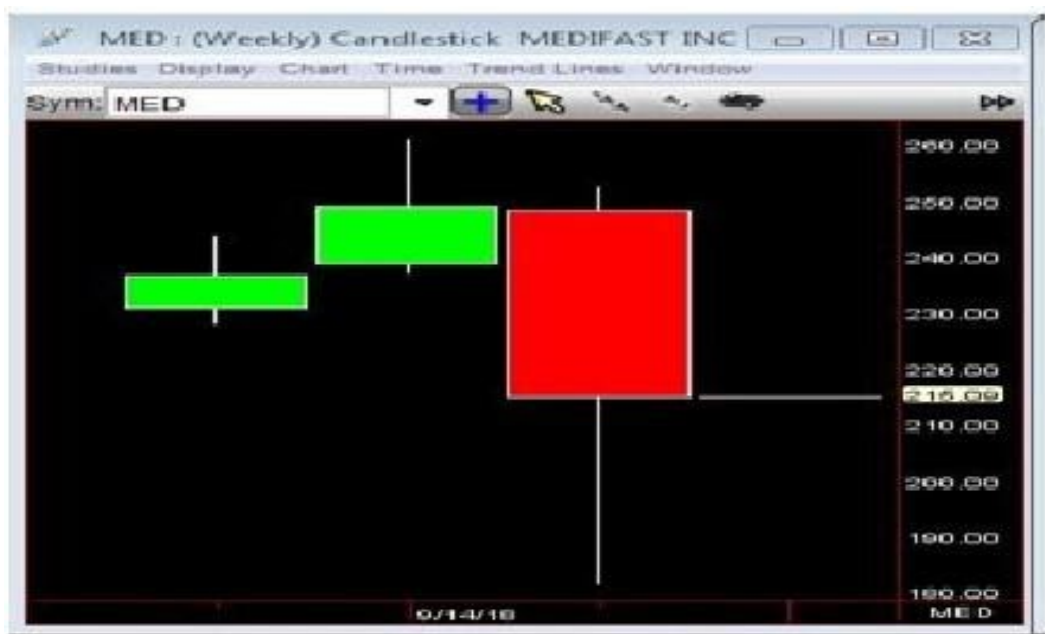 MED : (Weekly) Candlestick MEDIFAST INC
Studies Display Chart Time Trend Lines Window
Sym: MED
260.00
250.00
240.00
230.00
220.00
215.09
210.00
200.00
190.00
180.00
9/14/18 MED